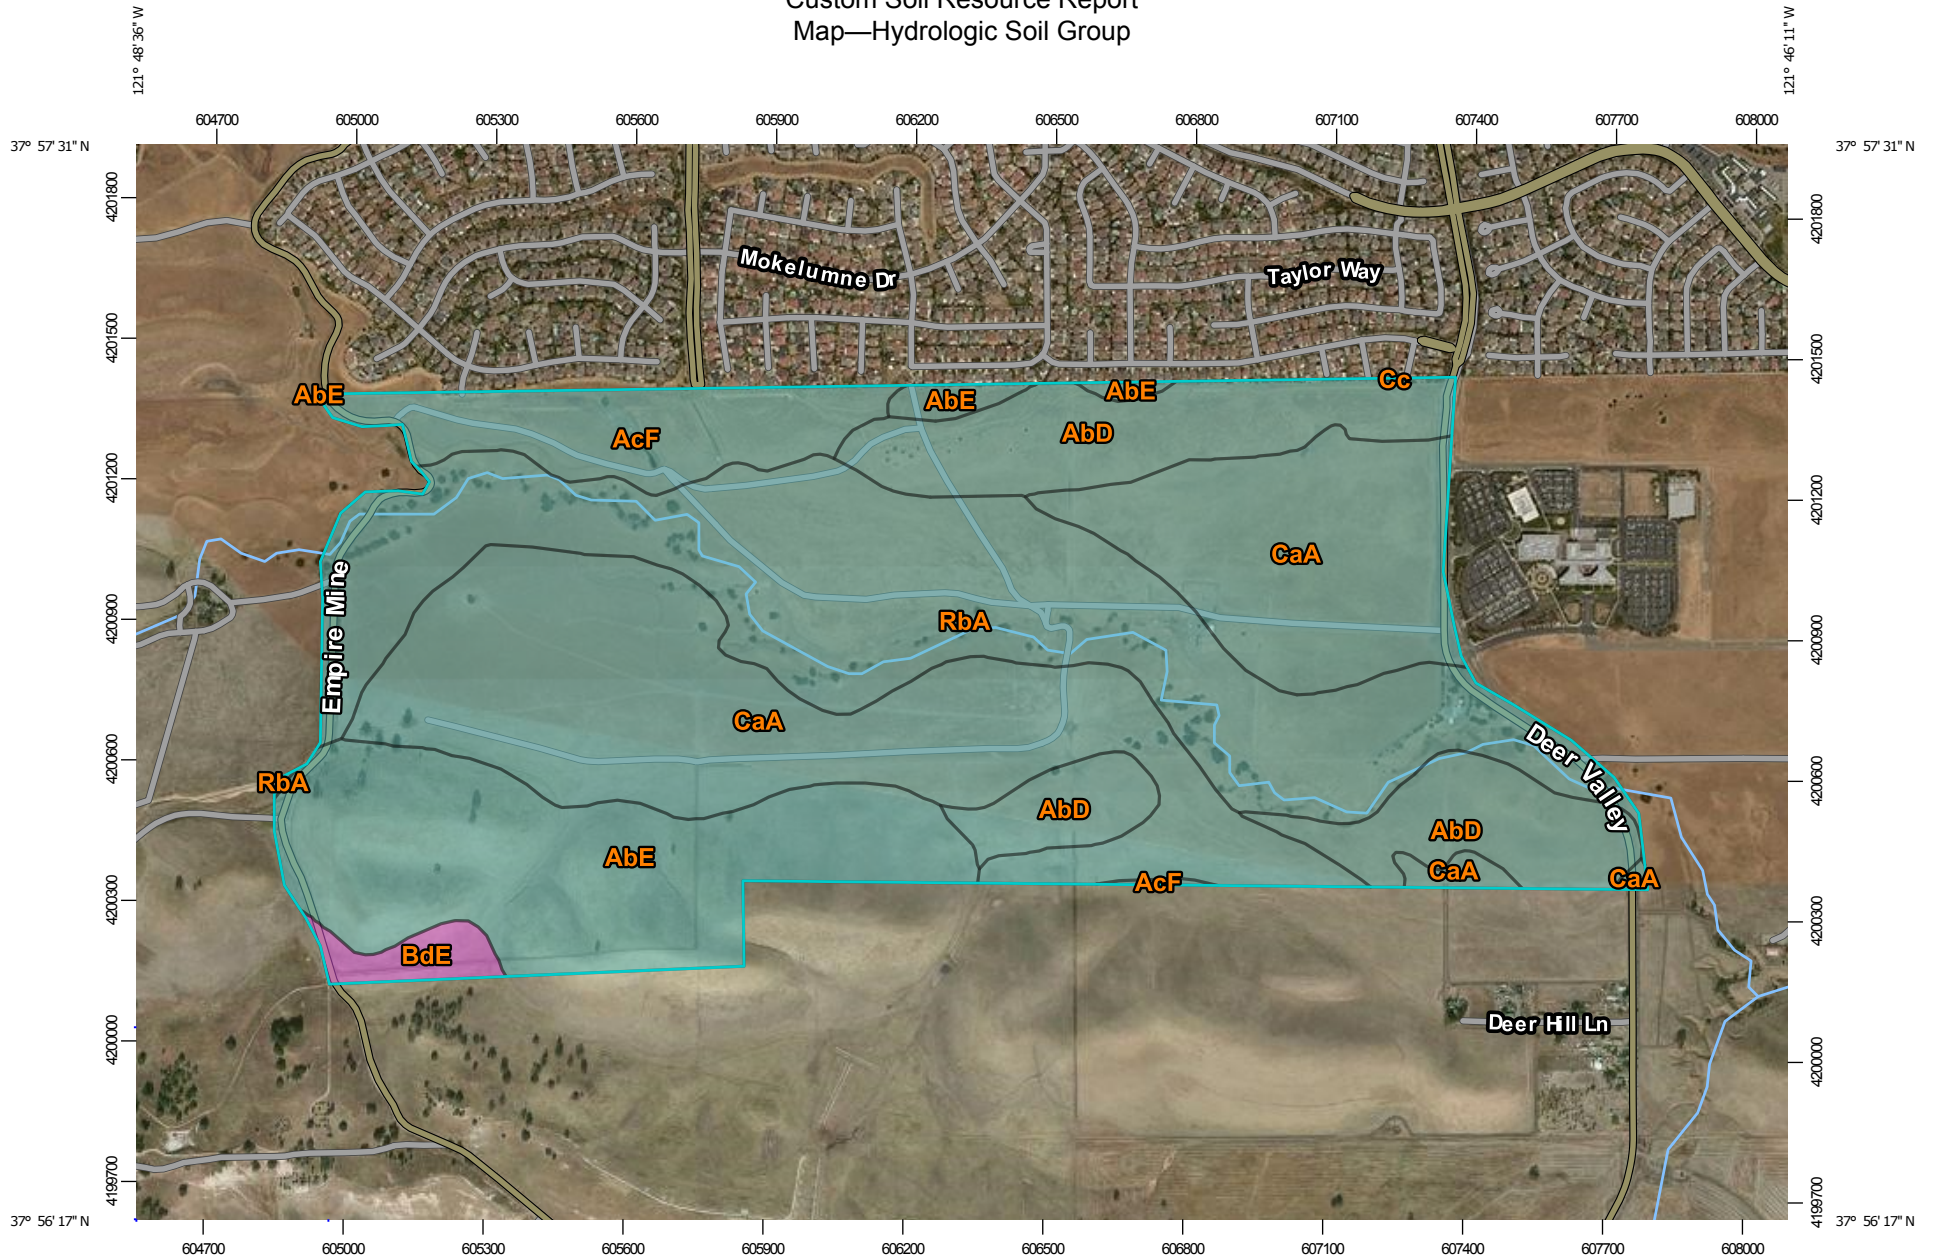 Custom Soil Resource Report
Map—Hydrologic Soil Group
121° 48' 36" W
121° 46' 11" W
604700 605000 605300 605600 605900 606200 606500 606800 607100 607400 607700 608000
37° 57' 31" N
37° 57' 31" N
4201800
4201800
Mokelumne Dr
Taylor Way
4201500
4201500
AbE
AbE
AbE
Cc
AcF
AbD
4201200
4201200
CaA
Empire Mine
RbA
4200900
4200900
CaA
Deer Valley
4200600
4200600
RbA
AbD
AbD
AbE
CaA
AcF
CaA
4200300
4200300
BdE
Deer Hill Ln
4200000
4200000
4199700
4199700
37° 56' 17" N
37° 56' 17" N
604700 605000 605300 605600 605900 606200 606500 606800 607100 607400 607700 608000